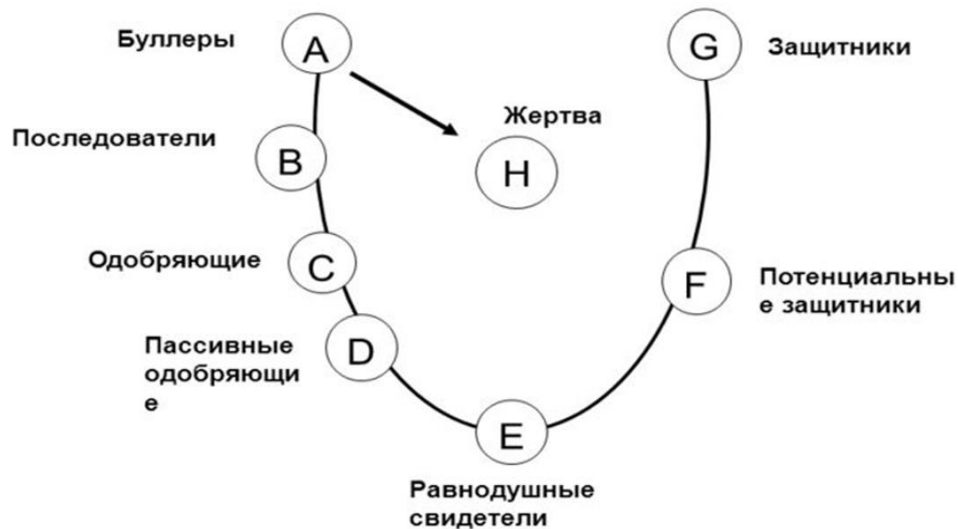 Буллеры
A
G
Защитники
Жертва
Последователи
B
H
Одобряющие
C
F
Потенциальны
е защитники
Пассивные
одобряющи
е
D
E
Равнодушные
свидетели